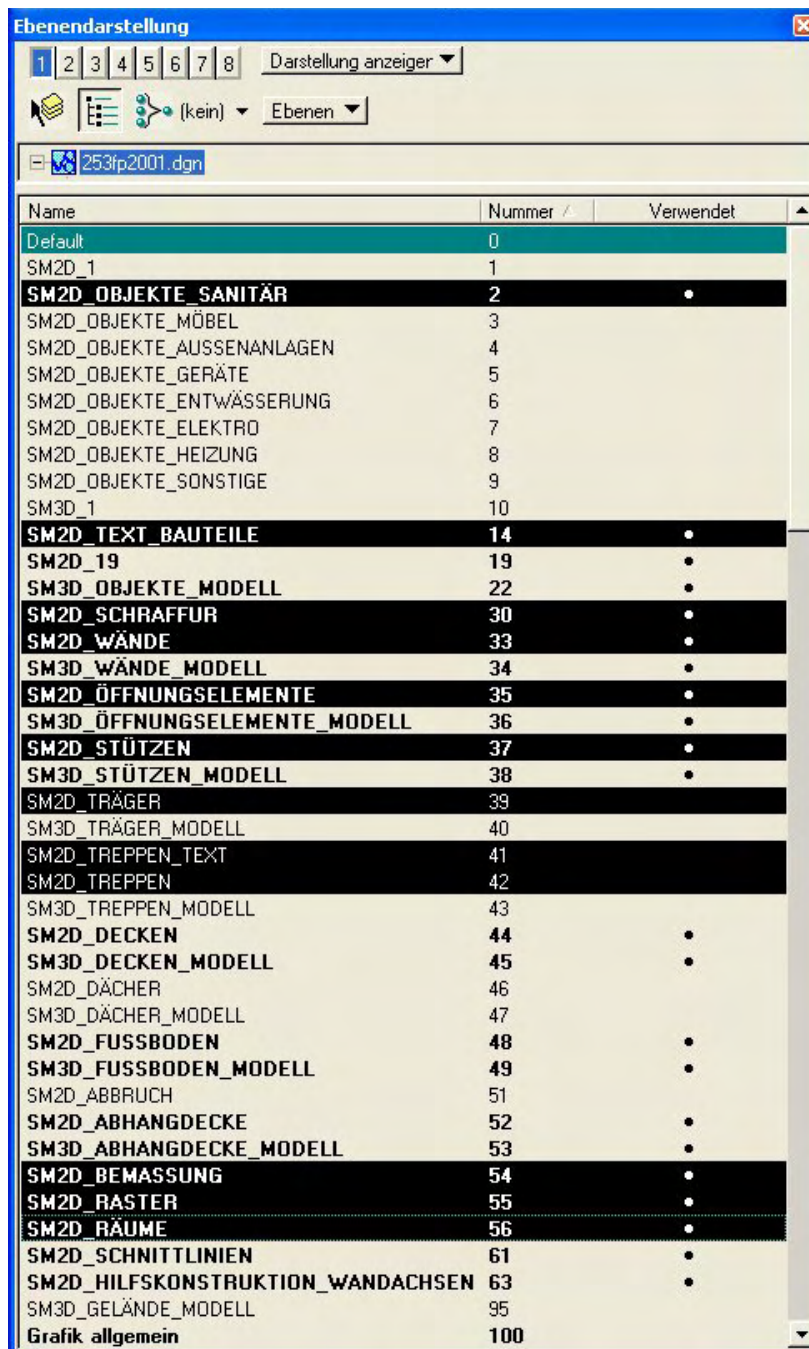 Ebenendarstellung
1 2 3 4 5 6 7 8 Darstellung anzeiger
(kein) Ebenen
253fp2001.dgn
Name Nummer Verwendet
Default 0
SM2D_1 1
SM2D_OBJEKTE_SANITÄR 2 •
SM2D_OBJEKTE_MÖBEL 3
SM2D_OBJEKTE_AUSSENANLAGEN 4
SM2D_OBJEKTE_GERÄTE 5
SM2D_OBJEKTE_ENTWÄSSERUNG 6
SM2D_OBJEKTE_ELEKTRO 7
SM2D_OBJEKTE_HEIZUNG 8
SM2D_OBJEKTE_SONSTIGE 9
SM3D_1 10
SM2D_TEXT_BAUTEILE 14 •
SM2D_19 19 •
SM3D_OBJEKTE_MODELL 22 •
SM2D_SCHRAFFUR 30 •
SM2D_WÄNDE 33 •
SM3D_WÄNDE_MODELL 34 •
SM2D_ÖFFNUNGSELEMENTE 35 •
SM3D_ÖFFNUNGSELEMENTE_MODELL 36 •
SM2D_STÜTZEN 37 •
SM3D_STÜTZEN_MODELL 38 •
SM2D_TRÄGER 39
SM3D_TRÄGER_MODELL 40
SM2D_TREPPEN_TEXT 41
SM2D_TREPPEN 42
SM3D_TREPPEN_MODELL 43
SM2D_DECKEN 44 •
SM3D_DECKEN_MODELL 45 •
SM2D_DÄCHER 46
SM3D_DÄCHER_MODELL 47
SM2D_FUSSBODEN 48 •
SM3D_FUSSBODEN_MODELL 49 •
SM2D_ABBRUCH 51
SM2D_ABHANGDECKE 52 •
SM3D_ABHANGDECKE_MODELL 53 •
SM2D_BEMASSUNG 54 •
SM2D_RASTER 55 •
SM2D_RÄUME 56 •
SM2D_SCHNITTLINIEN 61 •
SM2D_HILFSKONSTRUKTION_WANDACHSEN 63 •
SM3D_GELÄNDE_MODELL 95
Grafik allgemein 100